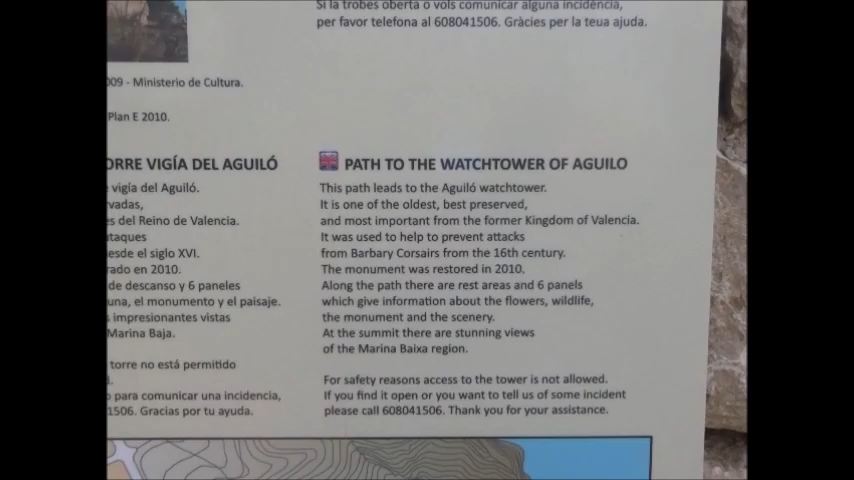 Si la trobes oberta o vols comunicar alguna incidència,
per favor telefona al 608041506. Gràcies per la teua ajuda.
009 - Ministerio de Cultura.
Plan E 2010.
ORRE VIGÍA DEL AGUILÓ
vigía del Aguiló.
vadas,
es del Reino de Valencia.
ataques
esde el siglo XVI.
rado en 2010.
de descanso y 6 paneles
una, el monumento y el paisaje.
s impresionantes vistas
Marina Baja.
torre no está permitido
l.
para comunicar una incidencia,
1506. Gracias por tu ayuda.
PATH TO THE WATCHTOWER OF AGUILO
This path leads to the Aguiló watchtower.
It is one of the oldest, best preserved,
and most important from the former Kingdom of Valencia.
It was used to help to prevent attacks
from Barbary Corsairs from the 16th century.
The monument was restored in 2010.
Along the path there are rest areas and 6 panels
which give information about the flowers, wildlife,
the monument and the scenery.
At the summit there are stunning views
of the Marina Baixa region.
For safety reasons access to the tower is not allowed.
If you find it open or you want to tell us of some incident
please call 608041506. Thank you for your assistance.